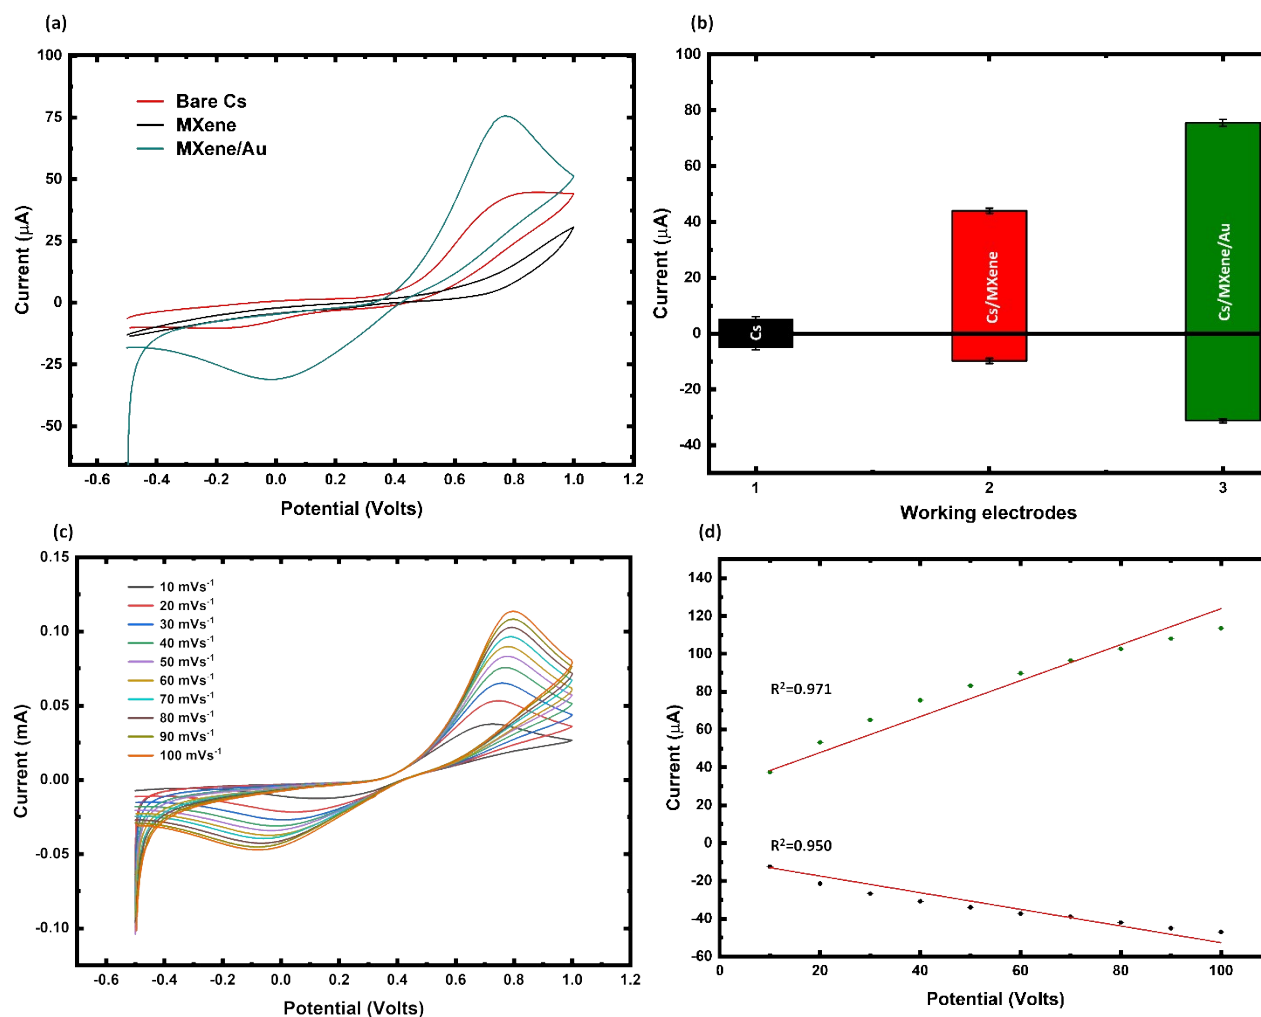 (a)
100
75
50
25
0
-25
-50
Current (µA)
Bare Cs
MXene
MXene/Au
-0.6 -0.4 -0.2 0.0 0.2 0.4 0.6 0.8 1.0 1.2
Potential (Volts)
(b)
100
80
60
40
20
0
-20
-40
Current (µA)
Cs
Cs/MXene
Cs/MXene/Au
1 2 3
Working electrodes
(c)
0.15
0.10
0.05
0.00
-0.05
-0.10
Current (mA)
10 mVs⁻¹
20 mVs⁻¹
30 mVs⁻¹
40 mVs⁻¹
50 mVs⁻¹
60 mVs⁻¹
70 mVs⁻¹
80 mVs⁻¹
90 mVs⁻¹
100 mVs⁻¹
-0.6 -0.4 -0.2 0.0 0.2 0.4 0.6 0.8 1.0 1.2
Potential (Volts)
(d)
140
120
100
80
60
40
20
0
-20
-40
-60
Current (µA)
R²=0.971
R²=0.950
0 20 40 60 80 100
Potential (Volts)